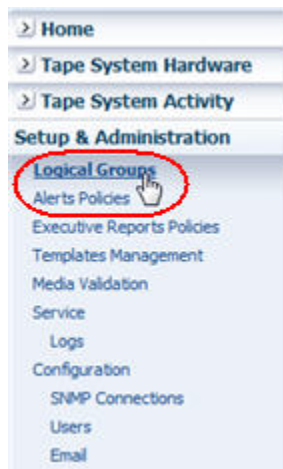 Home
Tape System Hardware
Tape System Activity
Setup & Administration
Logical Groups
Alerts Policies
Executive Reports Policies
Templates Management
Media Validation
Service
Logs
Configuration
SNMP Connections
Users
Email